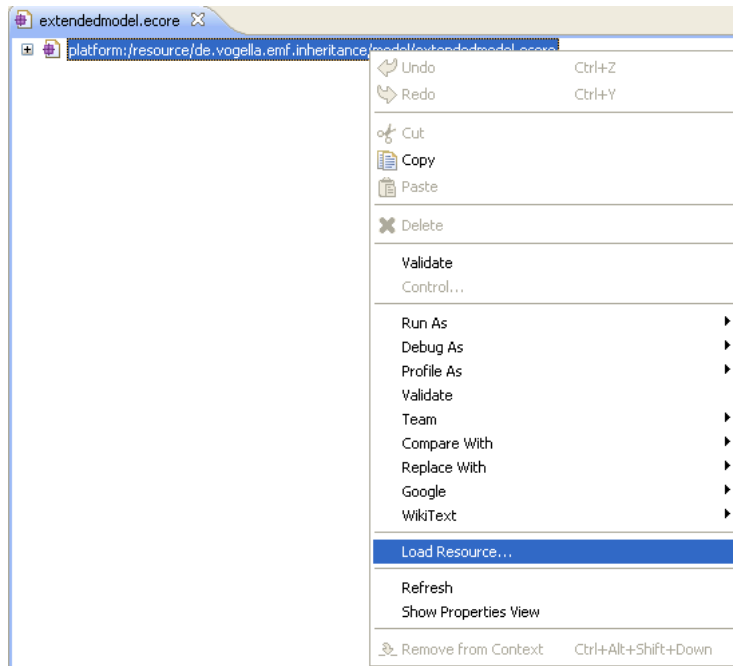 extendedmodel.ecore
platform:/resource/de.vogella.emf.inheritance/model/extendedmodel.ecore
Undo Ctrl+Z
Redo Ctrl+Y
Cut
Copy
Paste
Delete
Validate
Control...
Run As
Debug As
Profile As
Validate
Team
Compare With
Replace With
Google
WikiText
Load Resource...
Refresh
Show Properties View
Remove from Context Ctrl+Alt+Shift+Down